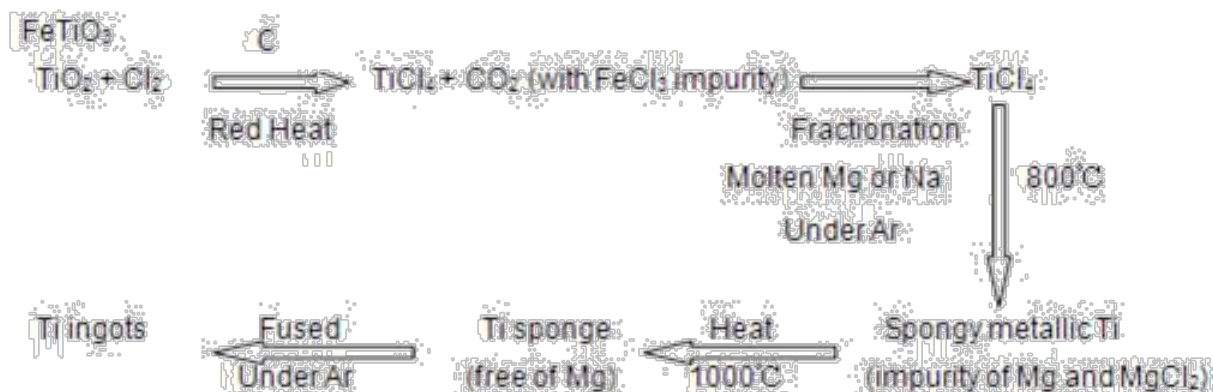 FeTiO₃
C
TiO₂ + Cl₂
TiCl₄ + CO₂ (with FeCl₃ impurity)
TiCl₄
Red Heat
Fractionation
Molten Mg or Na
800°C
Under Ar
Ti ingots
Fused
Ti sponge
Heat
Spongy metallic Ti
Under Ar
(free of Mg)
1000°C
(impurity of Mg and MgCl₂)